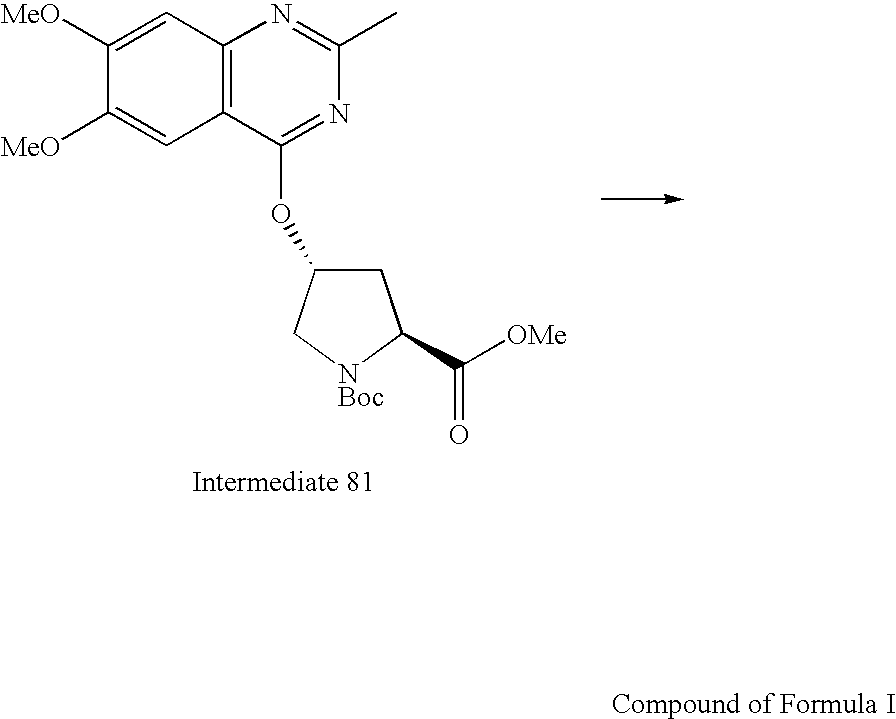 MeO
N
MeO
N
O
OMe
N
Boc
O
Intermediate 81
Compound of Formula I